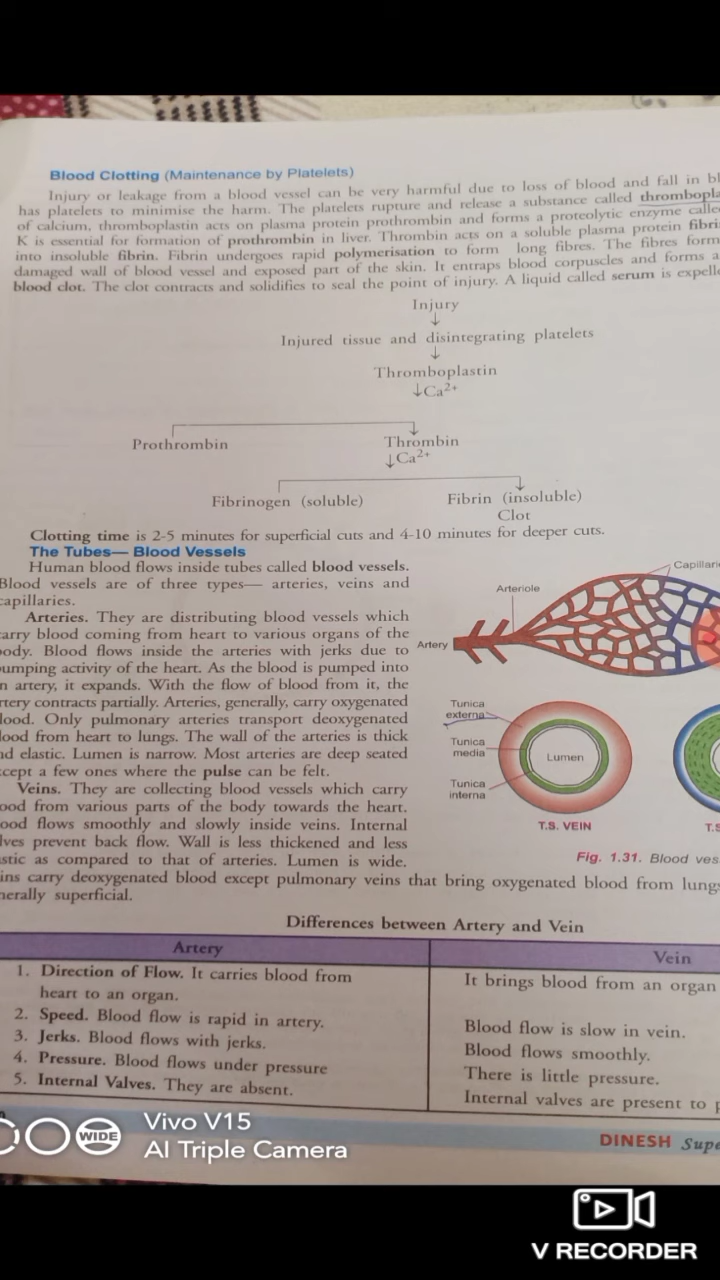 Blood Clotting (Maintenance by Platelets)
Injury or leakage from a blood vessel can be very harmful due to loss of blood and fall in
has platelets to minimise the harm. The platelets rupture and release a substance called
of calcium, thromboplastin acts on plasma protein prothrombin and forms a proteolytic enzyme
K is essential for formation of prothrombin in liver. Thrombin acts on a soluble plasma protein
into insoluble fibrin. Fibrin undergoes rapid polymerisation to form long fibres. The fibres
damaged wall of blood vessel and exposed part of the skin. It entraps blood corpuscles and forms a
blood clot. The clot contracts and solidifies to seal the point of injury. A liquid called serum is
Injury
↓
Injured tissue and disintegrating platelets
↓
Thromboplastin
↓Ca²⁺
Prothrombin Thrombin
↓Ca²⁺
Fibrinogen (soluble) Fibrin (insoluble)
Clot
Clotting time is 2-5 minutes for superficial cuts and 4-10 minutes for deeper cuts.
The Tubes— Blood Vessels
Human blood flows inside tubes called blood vessels.
Blood vessels are of three types— arteries, veins and
capillaries.
Arteries. They are distributing blood vessels which
carry blood coming from heart to various organs of the
body. Blood flows inside the arteries with jerks due to
pumping activity of the heart. As the blood is pumped into
an artery, it expands. With the flow of blood from it, the
artery contracts partially. Arteries, generally, carry oxygenated
blood. Only pulmonary arteries transport deoxygenated
blood from heart to lungs. The wall of the arteries is thick
and elastic. Lumen is narrow. Most arteries are deep seated
except a few ones where the pulse can be felt.
Veins. They are collecting blood vessels which carry
blood from various parts of the body towards the heart.
Blood flows smoothly and slowly inside veins. Internal
valves prevent back flow. Wall is less thickened and less
elastic as compared to that of arteries. Lumen is wide.
Veins carry deoxygenated blood except pulmonary veins that bring oxygenated blood from lungs
generally superficial.
Arteriole
Artery
Tunica
externa
Tunica
media
Tunica
interna
Lumen
T.S. VEIN
T.S
Fig. 1.31. Blood
Differences between Artery and Vein
Artery Vein
1. Direction of Flow. It carries blood from It brings blood from an organ
heart to an organ.
2. Speed. Blood flow is rapid in artery. Blood flow is slow in vein.
3. Jerks. Blood flows with jerks. Blood flows smoothly.
4. Pressure. Blood flows under pressure There is little pressure.
5. Internal Valves. They are absent. Internal valves are present to
DINESH
WIDE
Vivo V15
AI Triple Camera
V RECORDER